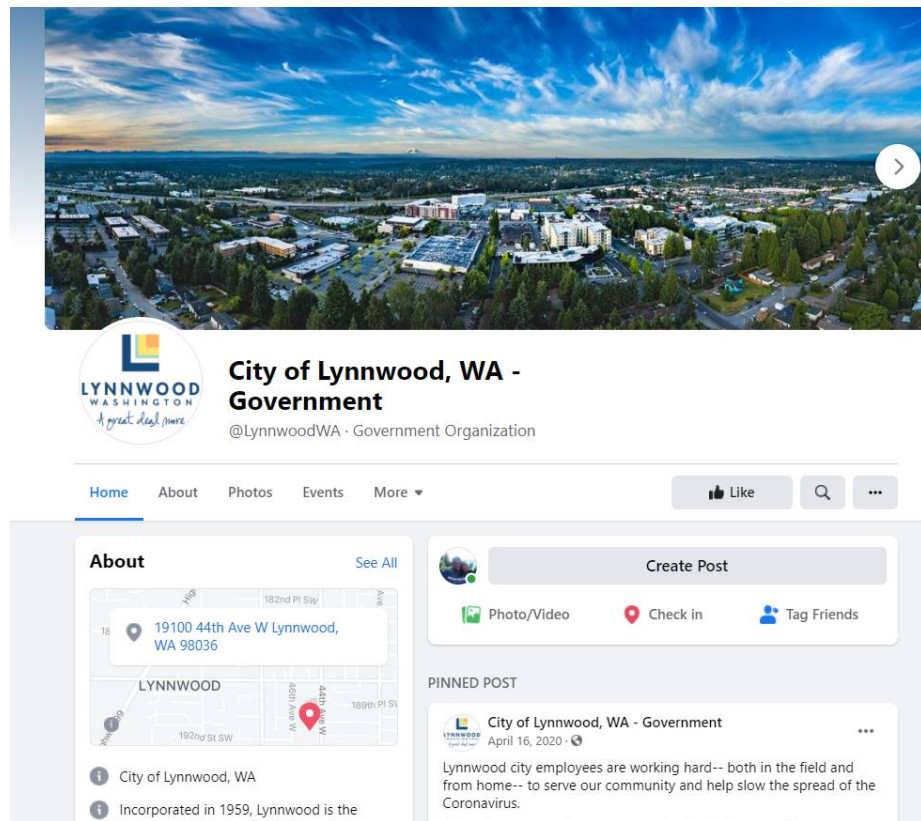 LYNNWOOD
WASHINGTON
A great deal more
City of Lynnwood, WA -
Government
@LynnwoodWA · Government Organization
Home About Photos Events More
Like
About
See All
182nd Pl SW
19100 44th Ave W Lynnwood,
WA 98036
LYNNWOOD
46th Ave W
44th Ave W
189th Pl S
192nd St SW
City of Lynnwood, WA
Incorporated in 1959, Lynnwood is the
Create Post
Photo/Video Check in Tag Friends
PINNED POST
LYNNWOOD
City of Lynnwood, WA - Government
April 16, 2020 ·
Lynnwood city employees are working hard-- both in the field and
from home-- to serve our community and help slow the spread of the
Coronavirus.